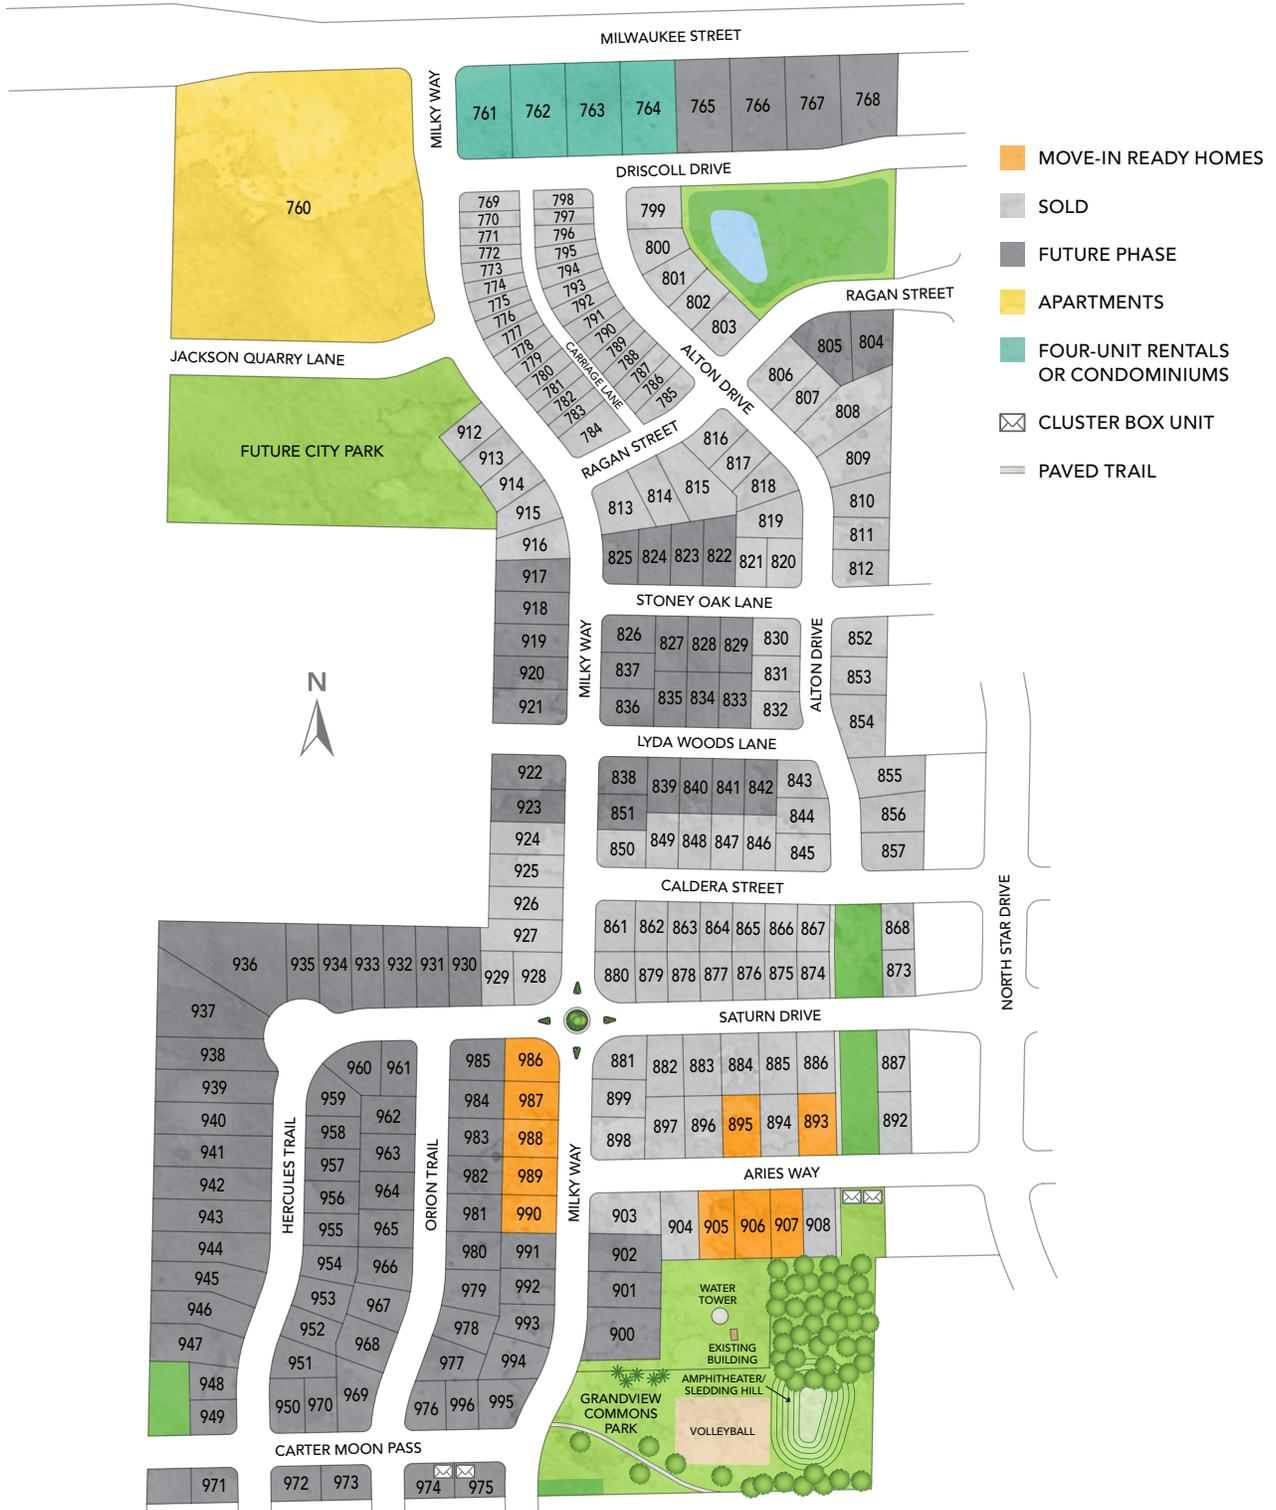 MILWAUKEE STREET
MILKY WAY
761 762 763 764 765 766 767 768
DRISCOLL DRIVE
760
MOVE-IN READY HOMES
SOLD
FUTURE PHASE
APARTMENTS
FOUR-UNIT RENTALS
OR CONDOMINIUMS
CLUSTER BOX UNIT
PAVED TRAIL
769
770
771
772
773
774
775
776
777
778
779
780
781
782
783
784
798
797
796
795
794
793
792
791
790
789
788
787
786
785
CARRIAGE LANE
799
800
801
802
803
RAGAN STREET
ALTON DRIVE
805 804
806
807
808
809
810
811
812
JACKSON QUARRY LANE
FUTURE CITY PARK
RAGAN STREET
912
913
914
915
916
917
918
919
920
921
816
817
818
813 814 815
819
825 824 823 822 821 820
STONEY OAK LANE
MILKY WAY
826 827 828 829 830
837 831
836 835 834 833 832
ALTON DRIVE
852
853
854
LYDA WOODS LANE
N
922
923
924
925
926
927
929 928
838 839 840 841 842 843
851 844
850 849 848 847 846 845
855
856
857
CALDERA STREET
NORTH STAR DRIVE
861 862 863 864 865 866 867 868
880 879 878 877 876 875 874 873
936 935 934 933 932 931 930
937
SATURN DRIVE
938
939
940
941
942
943
944
945
946
947
948
949
HERCULES TRAIL
960 961
959
958
957
956
955
954
953
952
951
950 970 969
962
963
964
965
966
967
968
ORION TRAIL
985 986
984 987
983 988
982 989
981 990
980 991
979 992
978 993
977 994
976 996 995
MILKY WAY
881 882 883 884 885 886 887
899
898 897 896 895 894 893 892
ARIES WAY
903 904 905 906 907 908
902
901
900
WATER
TOWER
EXISTING
BUILDING
AMPHITHEATER/
SLEDDING HILL
GRANDVIEW
COMMONS
PARK
VOLLEYBALL
CARTER MOON PASS
971 972 973 974 975